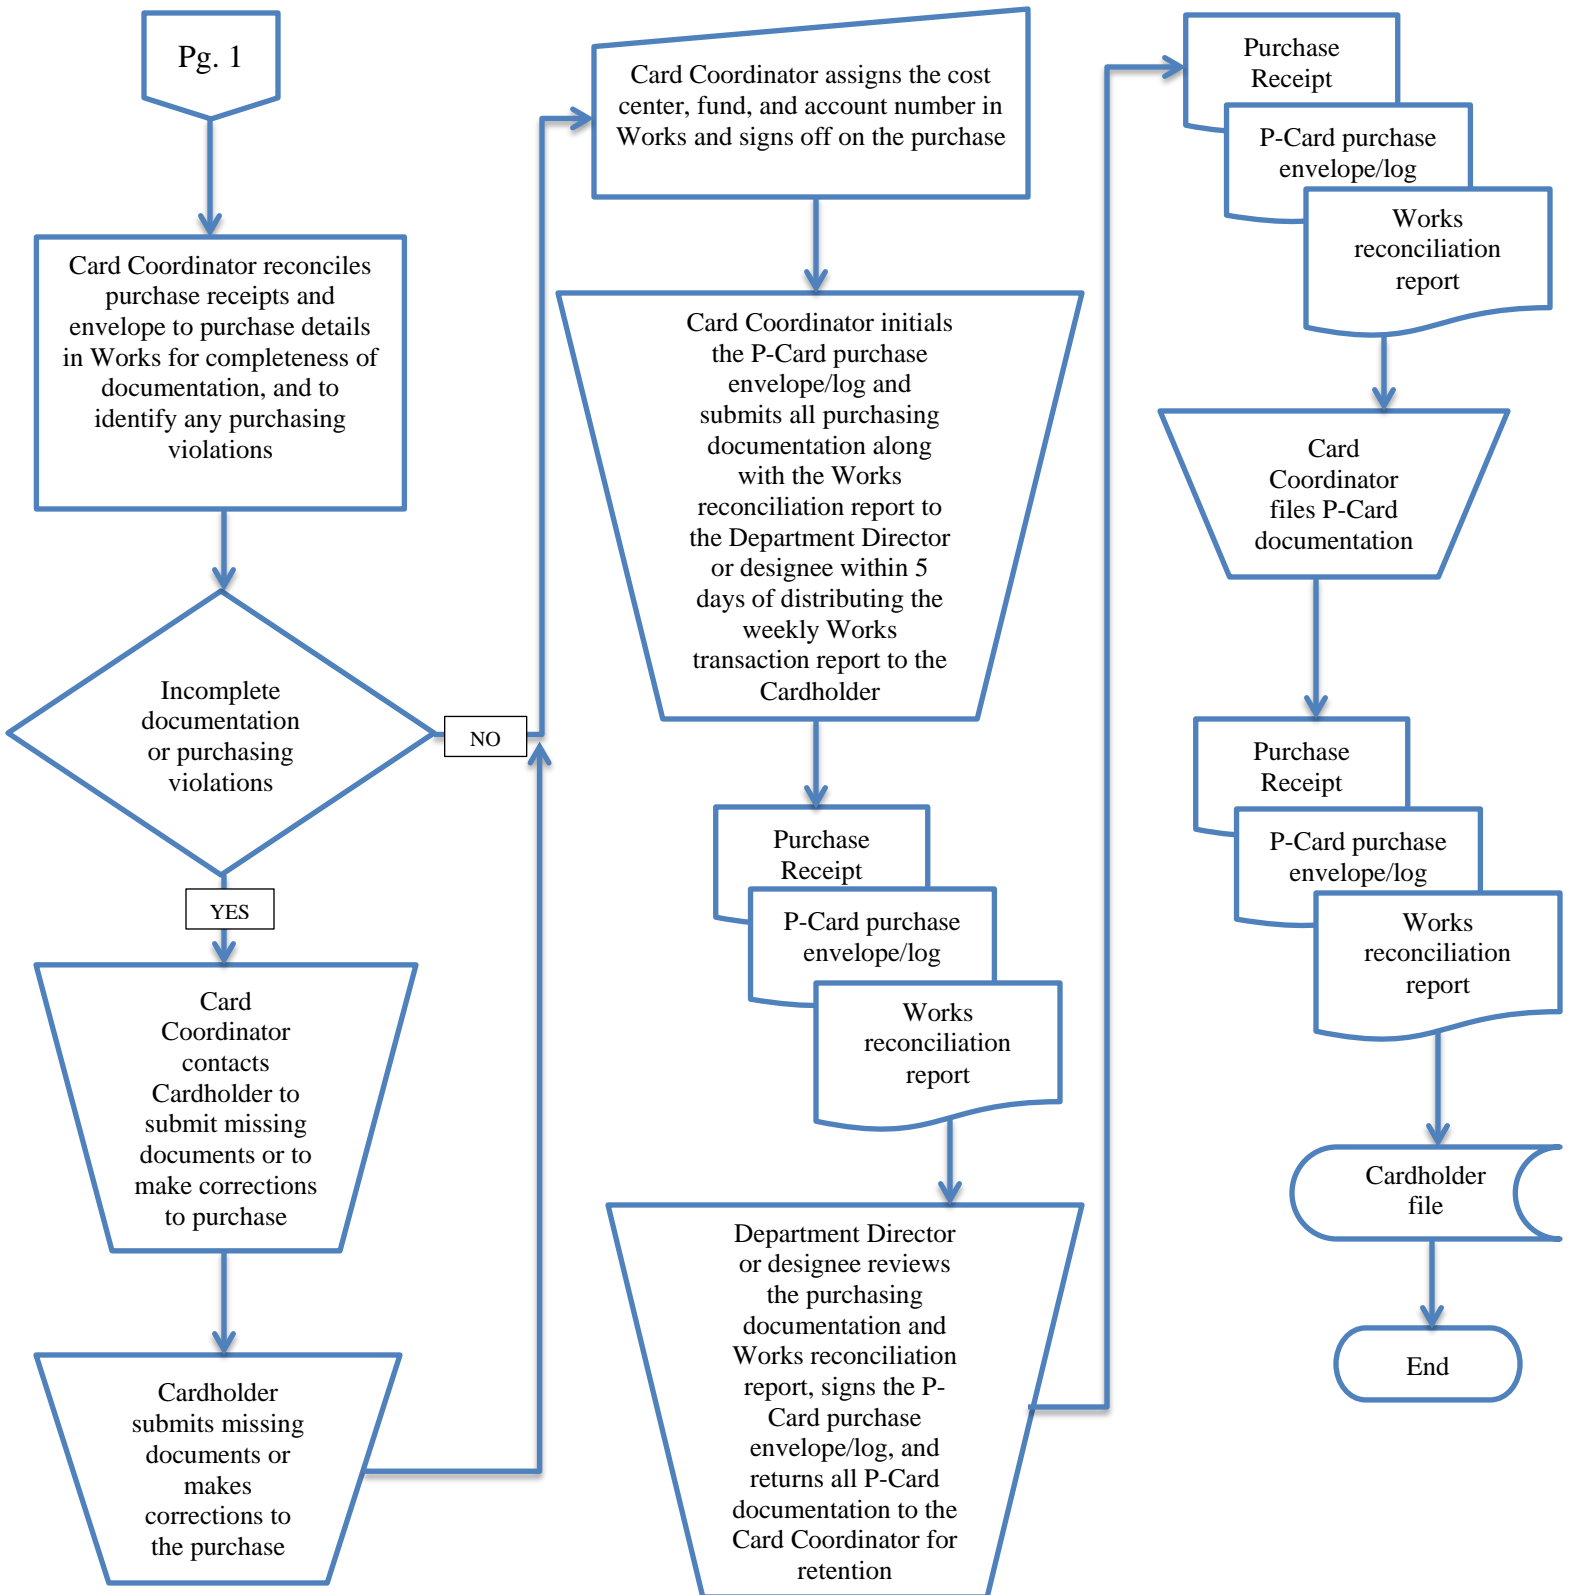 Pg. 1
Card Coordinator reconciles
purchase receipts and
envelope to purchase details
in Works for completeness of
documentation, and to
identify any purchasing
violations
Incomplete
documentation
or purchasing
violations
NO
YES
Card
Coordinator
contacts
Cardholder to
submit missing
documents or to
make corrections
to purchase
Cardholder
submits missing
documents or
makes
corrections to
the purchase
Card Coordinator assigns the cost
center, fund, and account number in
Works and signs off on the purchase
Card Coordinator initials
the P-Card purchase
envelope/log and
submits all purchasing
documentation along
with the Works
reconciliation report to
the Department Director
or designee within 5
days of distributing the
weekly Works
transaction report to the
Cardholder
Purchase
Receipt
P-Card purchase
envelope/log
Works
reconciliation
report
Department Director
or designee reviews
the purchasing
documentation and
Works reconciliation
report, signs the P-
Card purchase
envelope/log, and
returns all P-Card
documentation to the
Card Coordinator for
retention
Purchase
Receipt
P-Card purchase
envelope/log
Works
reconciliation
report
Card
Coordinator
files P-Card
documentation
Purchase
Receipt
P-Card purchase
envelope/log
Works
reconciliation
report
Cardholder
file
End